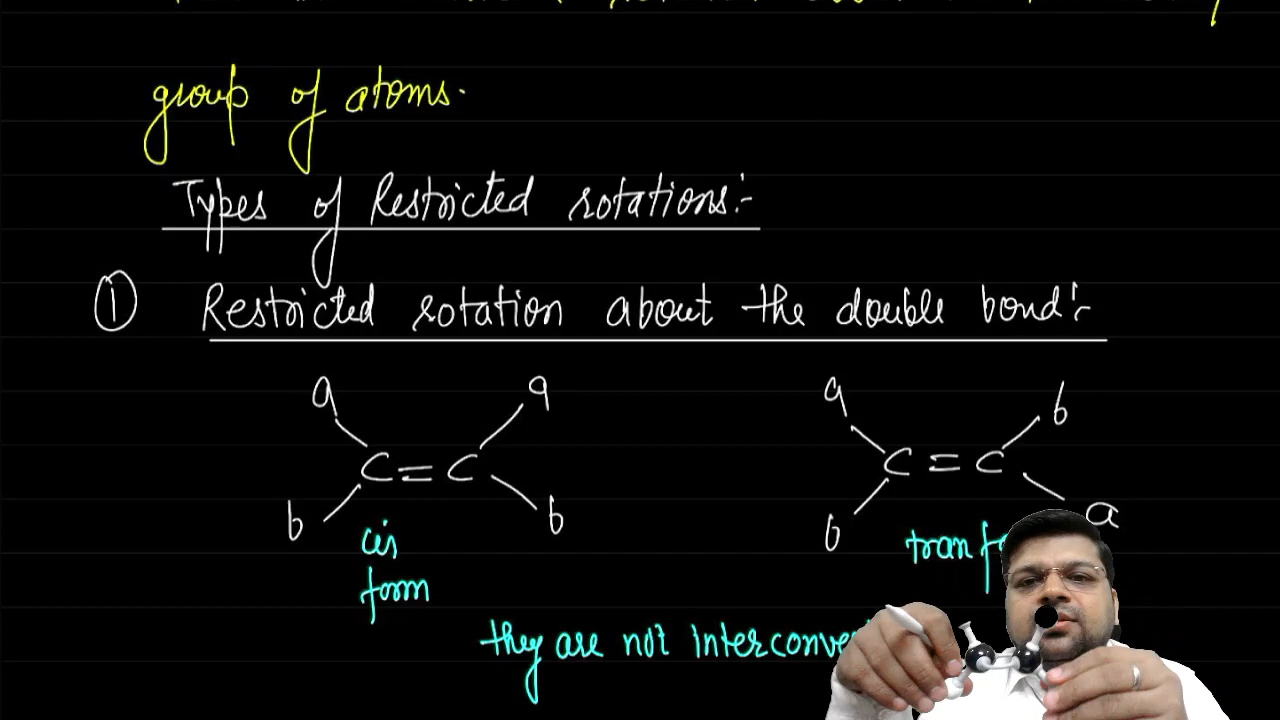 group of atoms.
Types of Restricted rotations:-
① Restricted rotation about the double bond:-
a a a b
C=C C=C
b b b a
cis tran
form
they are not interconve